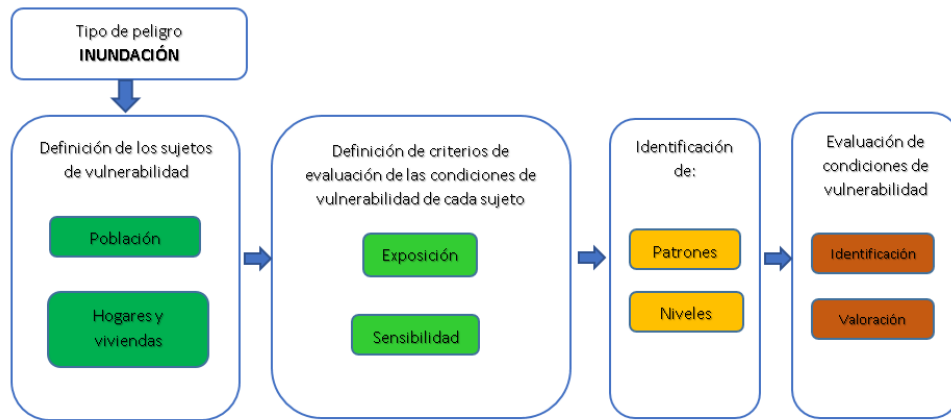 Tipo de peligro
INUNDACIÓN
Definición de los sujetos
de vulnerabilidad
Población
Hogares y
viviendas
Definición de criterios de
evaluación de las condiciones de
vulnerabilidad de cada sujeto
Exposición
Sensibilidad
Identificación
de:
Patrones
Niveles
Evaluación de
condiciones de
vulnerabilidad
Identificación
Valoración